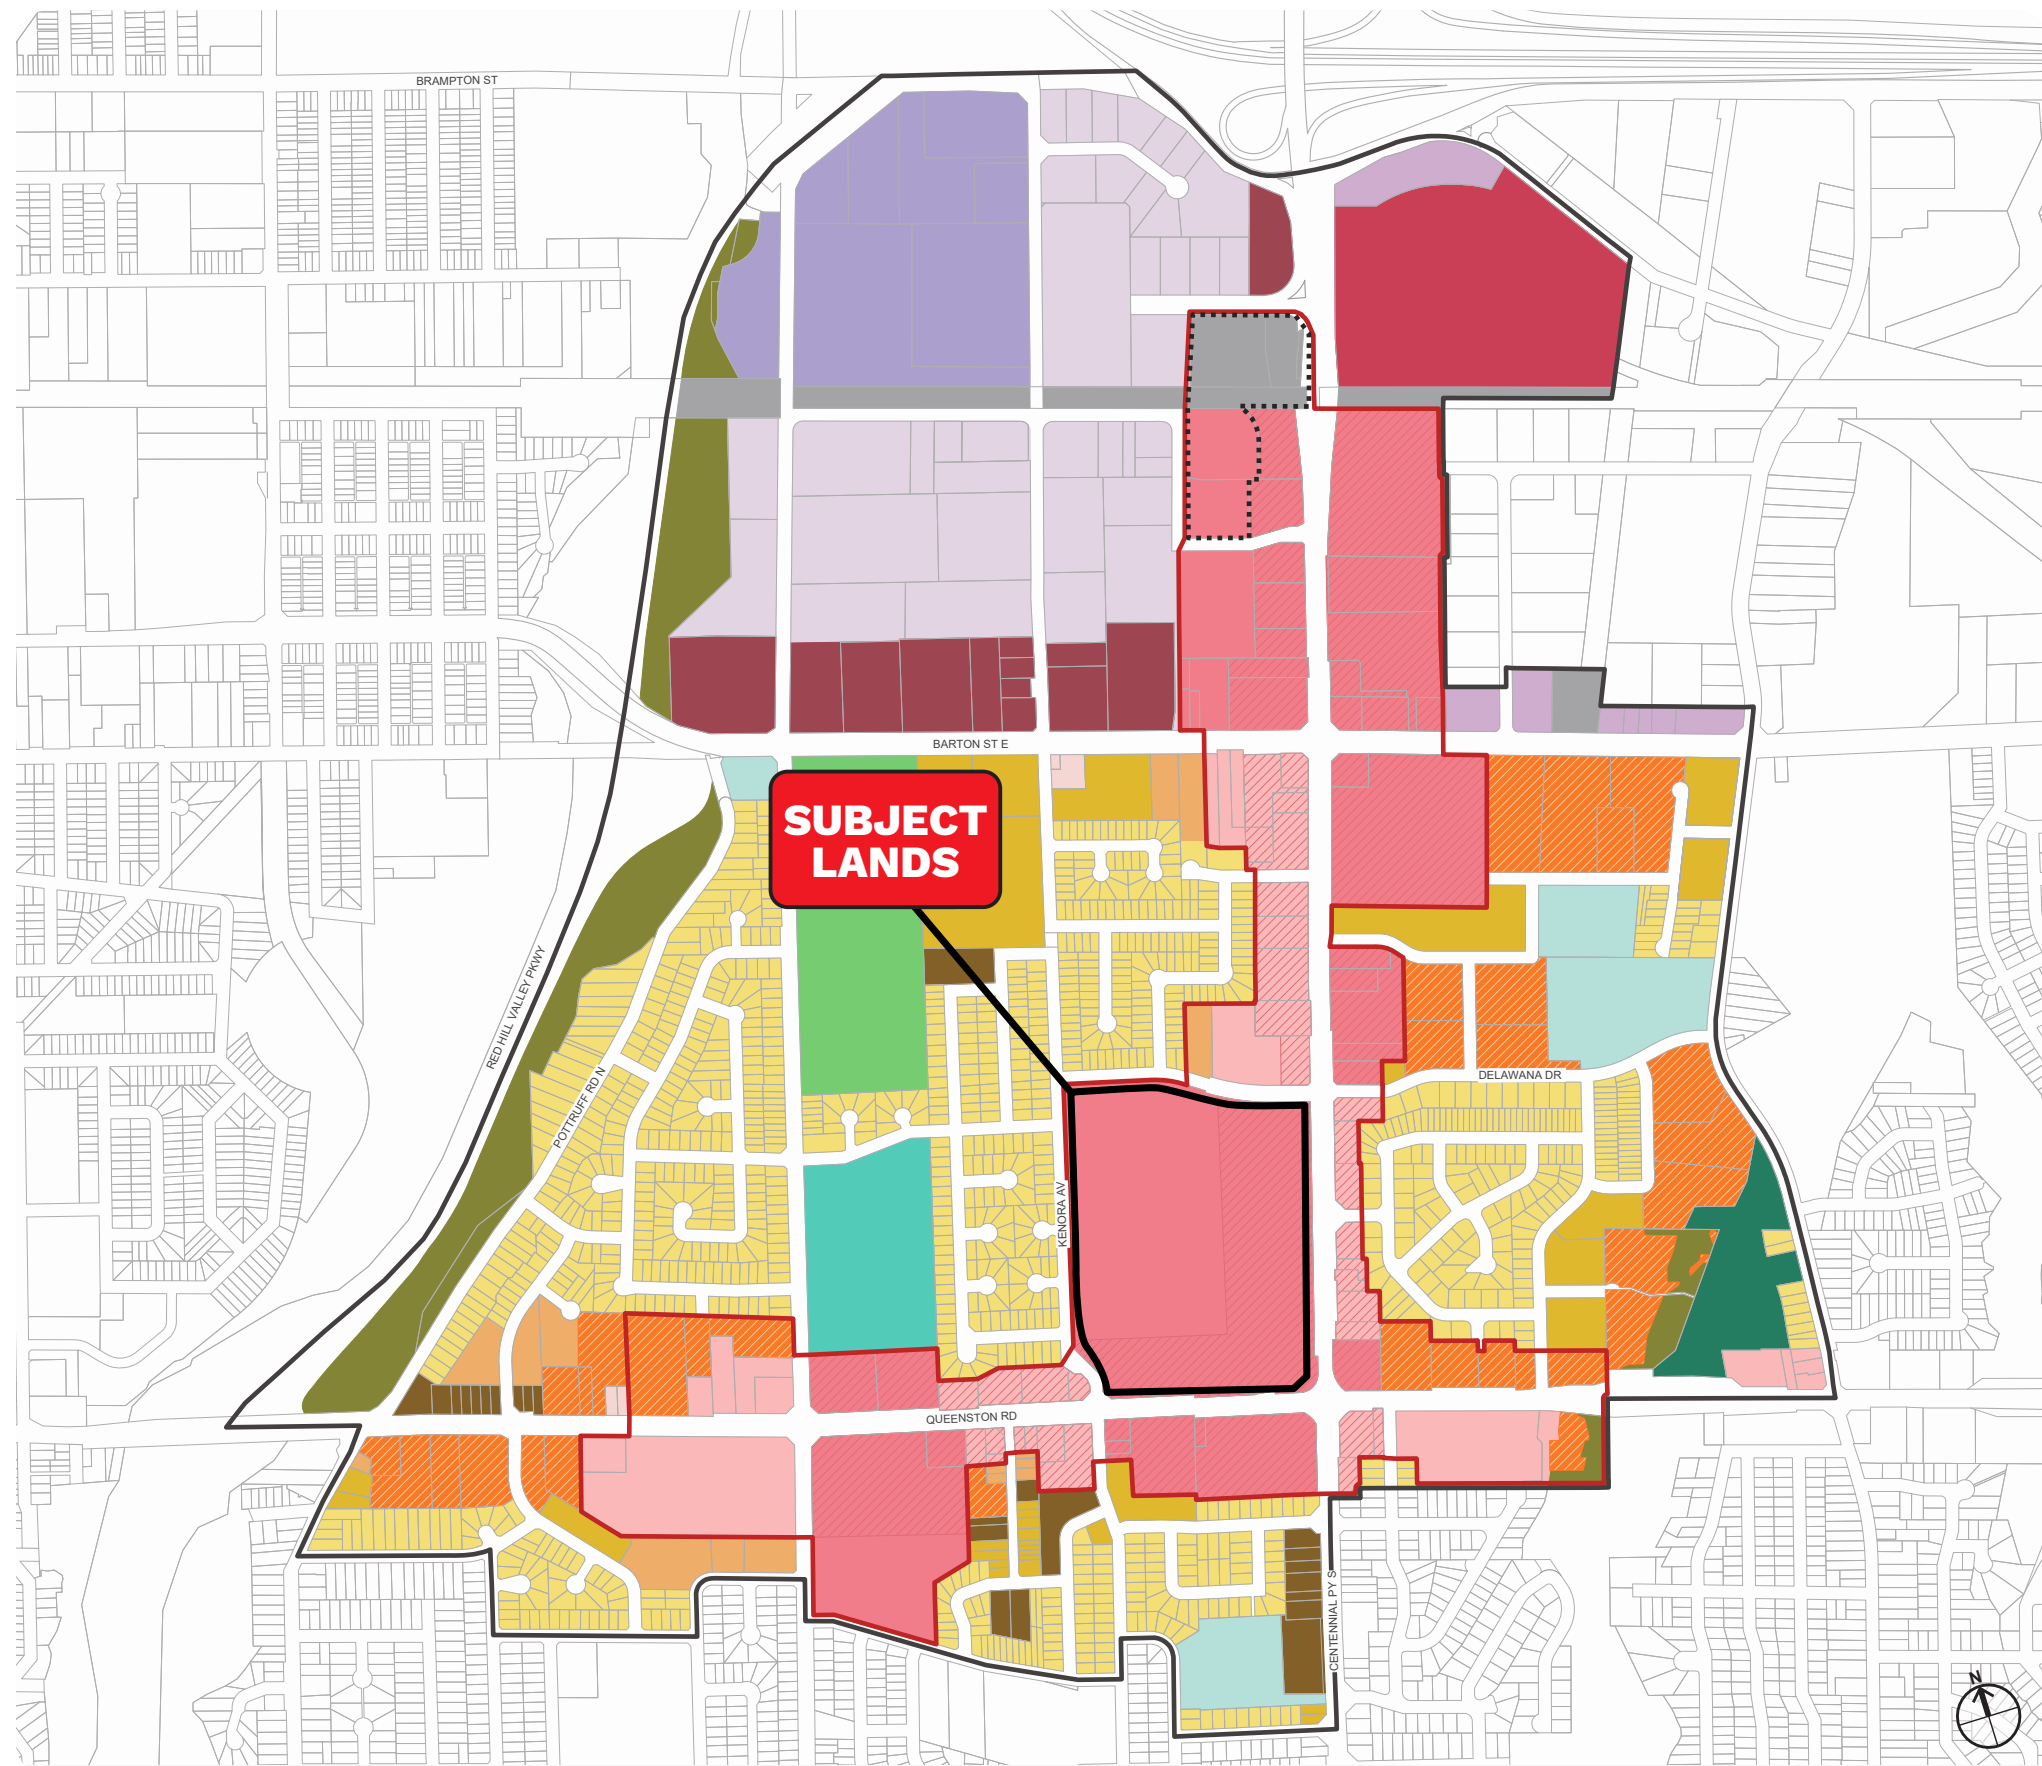 BRAMPTON ST
BARTON ST E
SUBJECT
LANDS
RED HILL VALLEY PKWY
POTTRUFF RD N
DELAWANA DR
KENORA AV
QUEENSTON RD
CENTENNIAL PY S
N